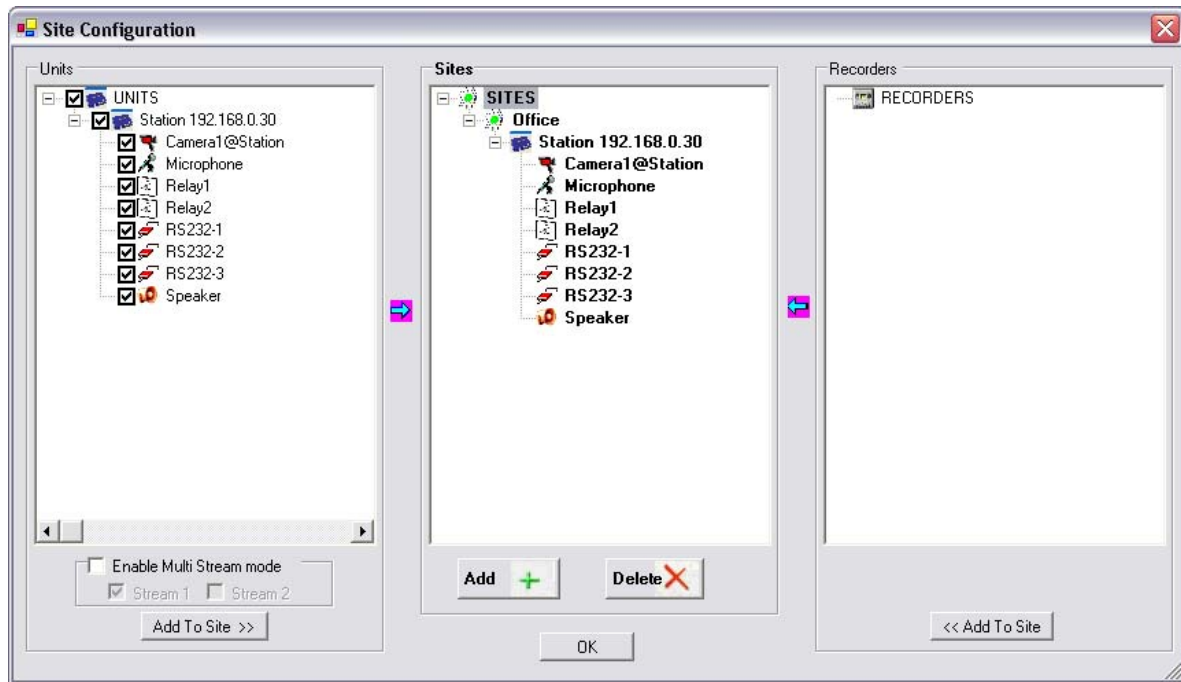 Site Configuration
Units
UNITS
Station 192.168.0.30
Camera1@Station
Microphone
Relay1
Relay2
RS232-1
RS232-2
RS232-3
Speaker
Enable Multi Stream mode
Stream 1 Stream 2
Add To Site >>
Sites
SITES
Office
Station 192.168.0.30
Camera1@Station
Microphone
Relay1
Relay2
RS232-1
RS232-2
RS232-3
Speaker
Add Delete
OK
Recorders
RECORDERS
<< Add To Site